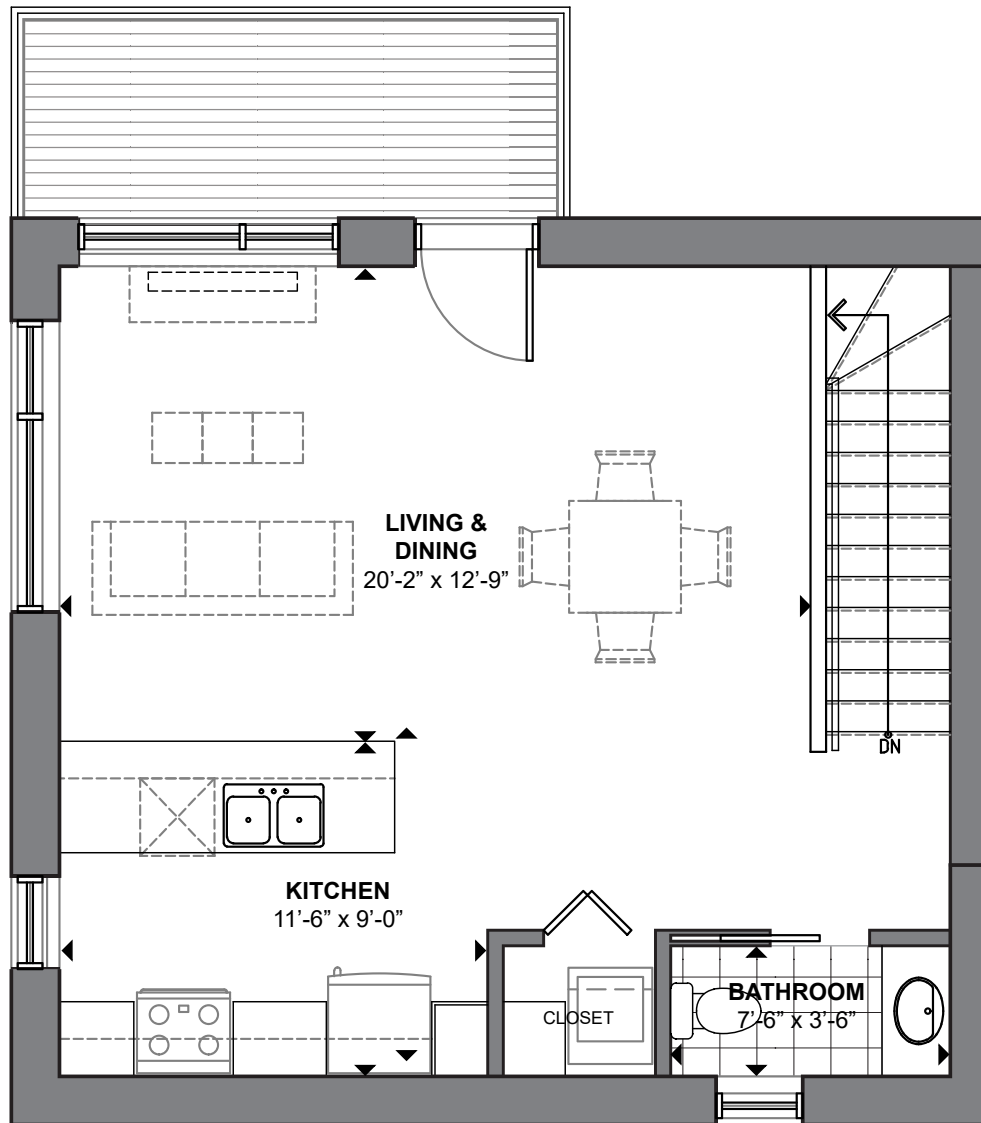 LIVING &
DINING
20’-2” x 12’-9”
DN
KITCHEN
11’-6” x 9’-0”
BATHROOM
7’-6” x 3’-6”
CLOSET